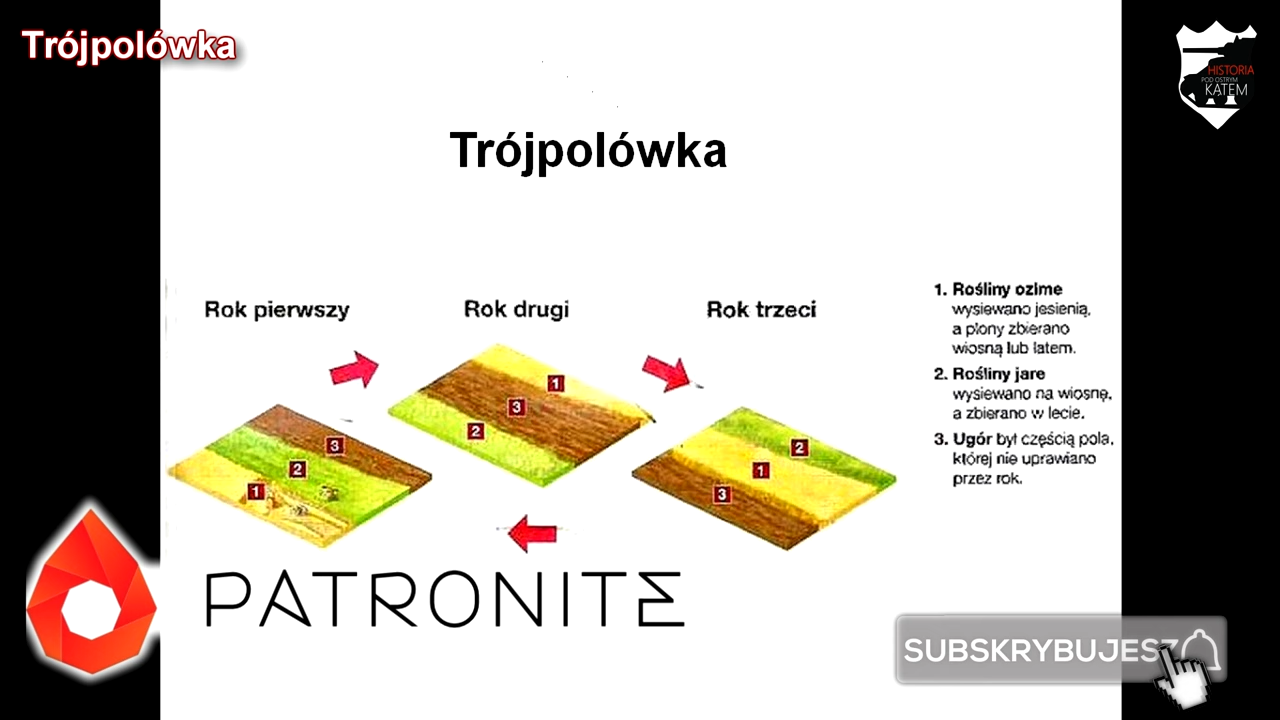 Trójpolówka
HISTORIA
POD OSTRYM
KĄTEM
Trójpolówka
Rok pierwszy
Rok drugi
Rok trzeci
3
2
1
1
3
2
2
1
3
1. Rośliny ozime
wysiewano jesienią,
a plony zbierano
wiosną lub latem.
2. Rośliny jare
wysiewano na wiosnę,
a zbierano w lecie.
3. Ugór był częścią pola,
której nie uprawiano
przez rok.
PATRONITE
SUBSKRYBUJESZ